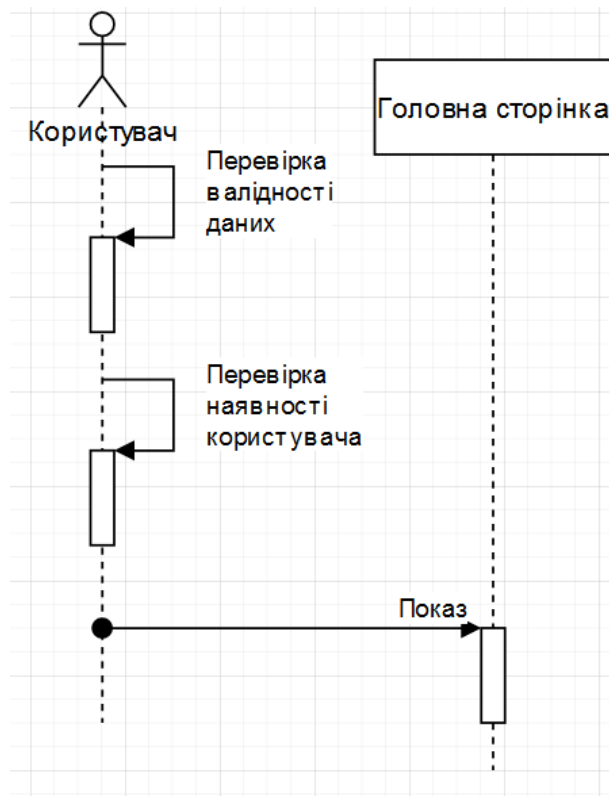 Користувач
Головна сторінка
Перевірка
валідності
даних
Перевірка
наявності
користувача
Показ